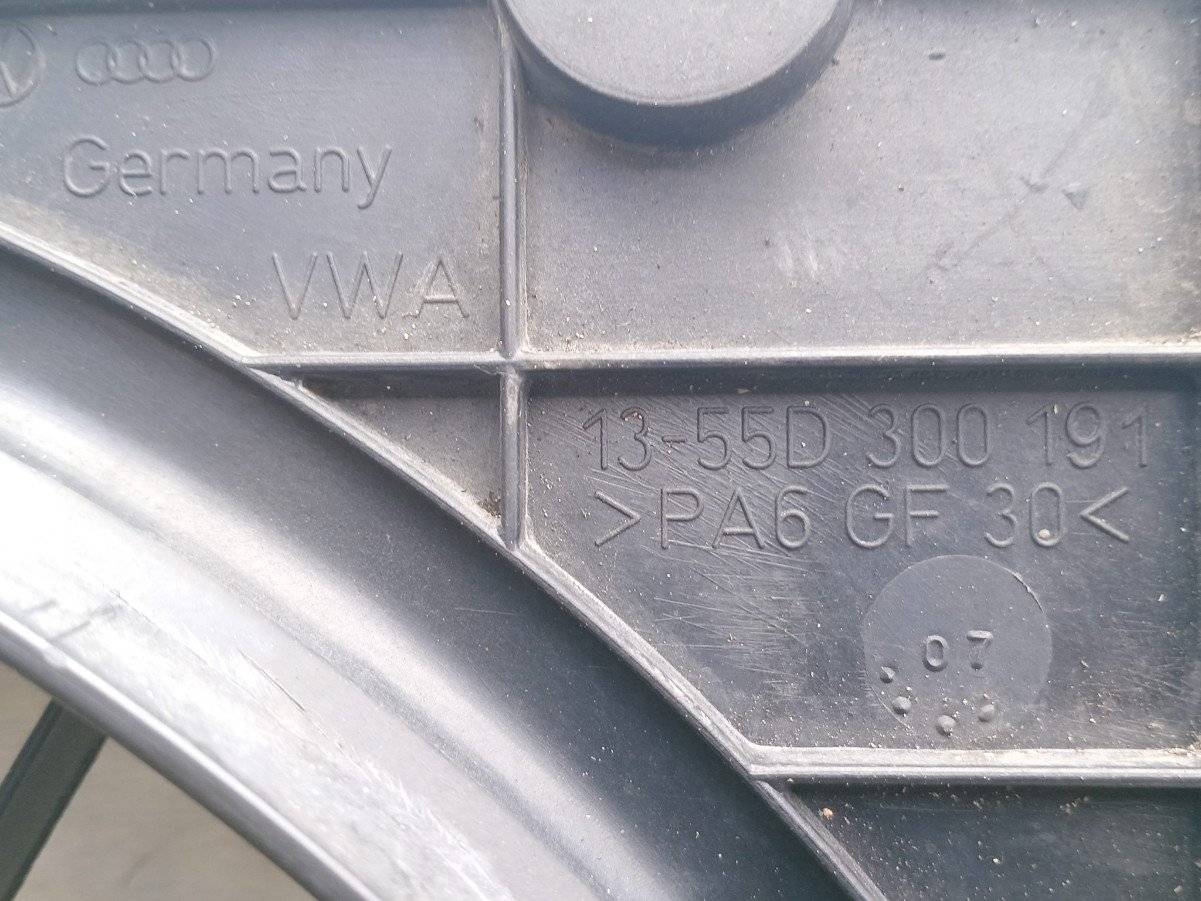 Germany
VWA
13-55D 300 191
>PA6 GF 30<
07